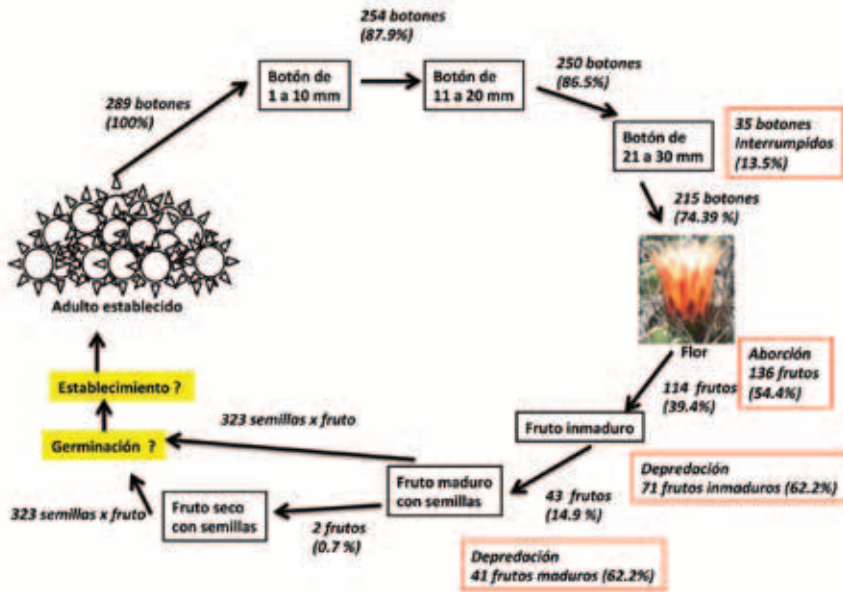 254 botones
(87.9%)
289 botones
(100%)
Botón de
1 a 10 mm
Botón de
11 a 20 mm
250 botones
(86.5%)
Botón de
21 a 30 mm
35 botones
Interrumpidos
(13.5%)
215 botones
(74.39 %)
Adulto establecido
Flor
Aborción
136 frutos
(54.4%)
114 frutos
(39.4%)
Establecimiento ?
Fruto inmaduro
323 semillas x fruto
Germinación ?
Depredación
71 frutos inmaduros (62.2%)
Fruto maduro
con semillas
43 frutos
(14.9 %)
Fruto seco
con semillas
323 semillas x fruto
2 frutos
(0.7 %)
Depredación
41 frutos maduros (62.2%)